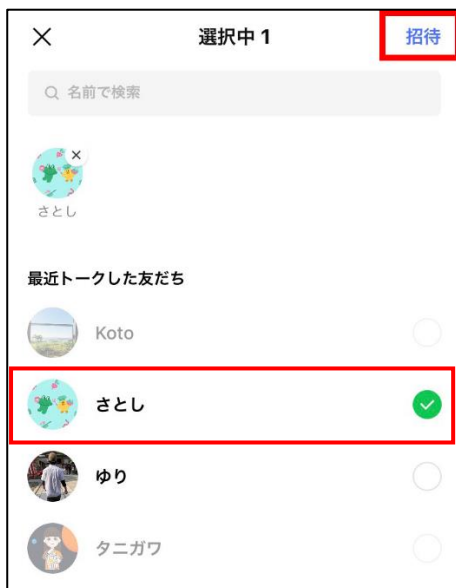 選択中 1 招待
名前で検索
さとし
最近トークした友だち
Koto
さとし
ゆり
タニガワ